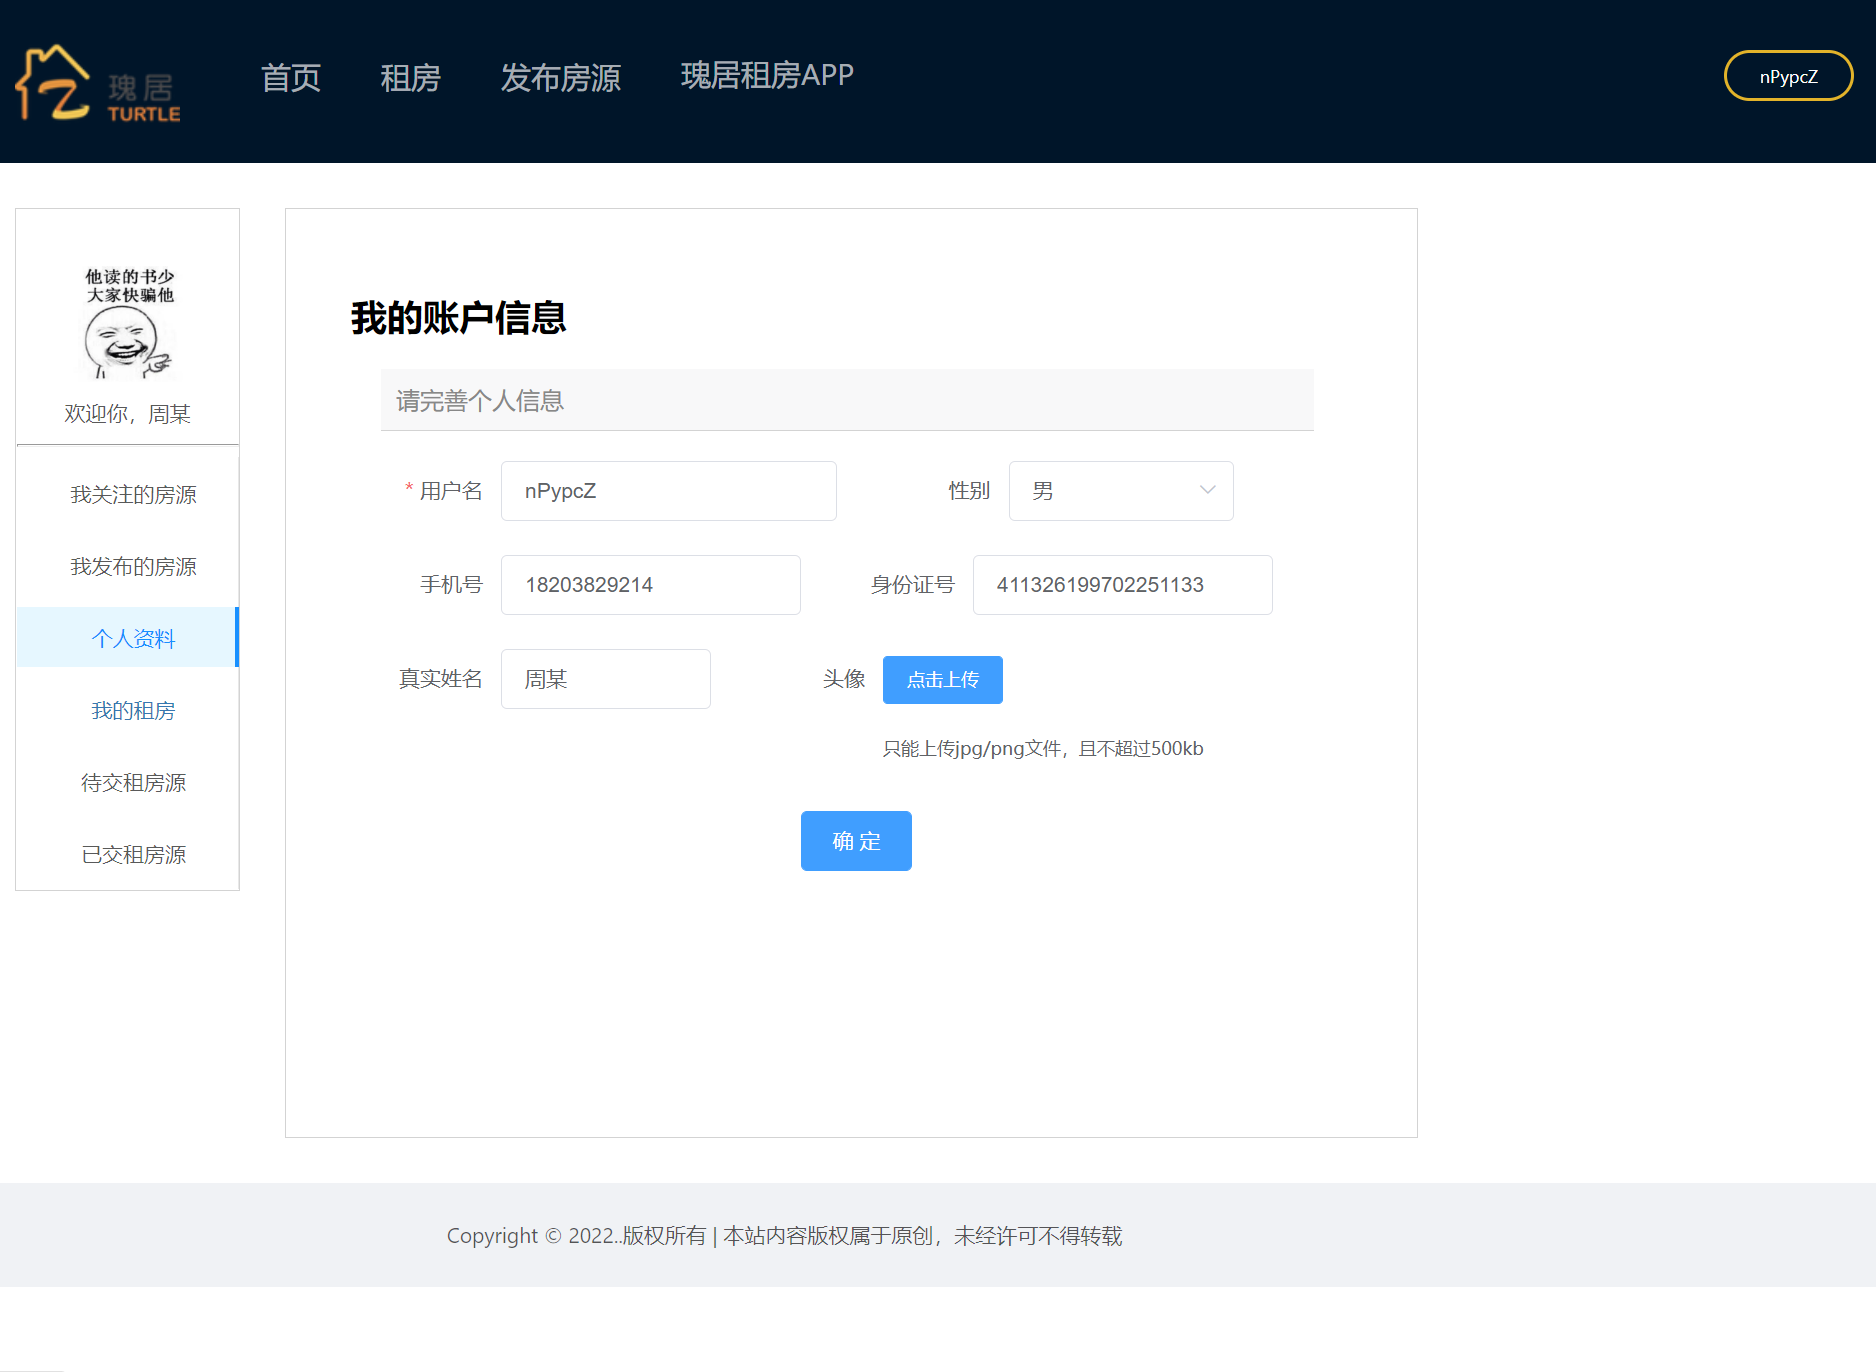 瑰居
TURTLE
首页 租房 发布房源 瑰居租房APP
nPypcZ
他读的书少
大家快骗他
欢迎你，周某
我关注的房源
我发布的房源
个人资料
我的租房
待交租房源
已交租房源
我的账户信息
请完善个人信息
* 用户名 nPypcZ 性别 男
手机号 18203829214 身份证号 411326199702251133
真实姓名 周某 头像 点击上传
只能上传jpg/png文件，且不超过500kb
确 定
Copyright © 2022..版权所有 | 本站内容版权属于原创，未经许可不得转载